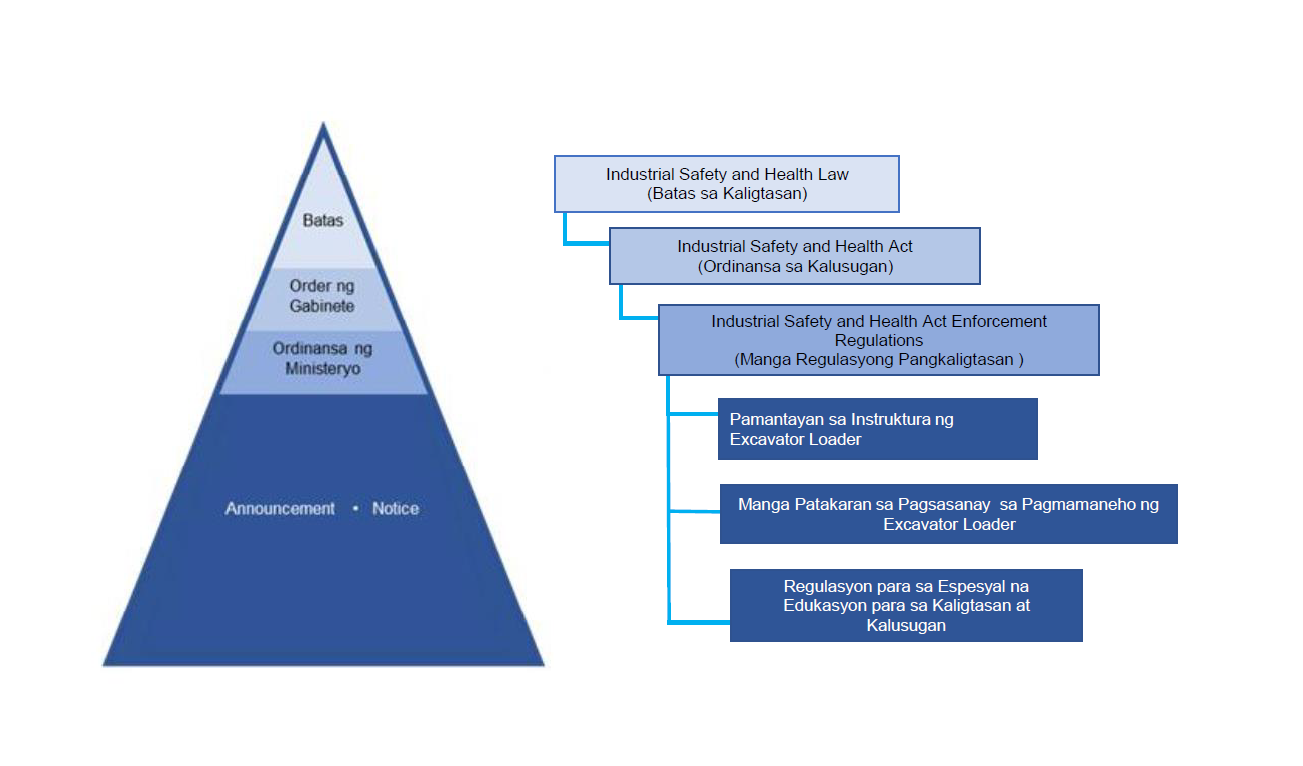 Batas
Order ng
Gabinete
Ordinansa ng
Ministeryo
Announcement • Notice
Industrial Safety and Health Law
(Batas sa Kaligtasan)
Industrial Safety and Health Act
(Ordinansa sa Kalusugan)
Industrial Safety and Health Act Enforcement
Regulations
(Manga Regulasyong Pangkaligtasan )
Pamantayan sa Instruktura ng
Excavator Loader
Manga Patakaran sa Pagsasanay sa Pagmamaneho ng
Excavator Loader
Regulasyon para sa Espesyal na
Edukasyon para sa Kaligtasan at
Kalusugan